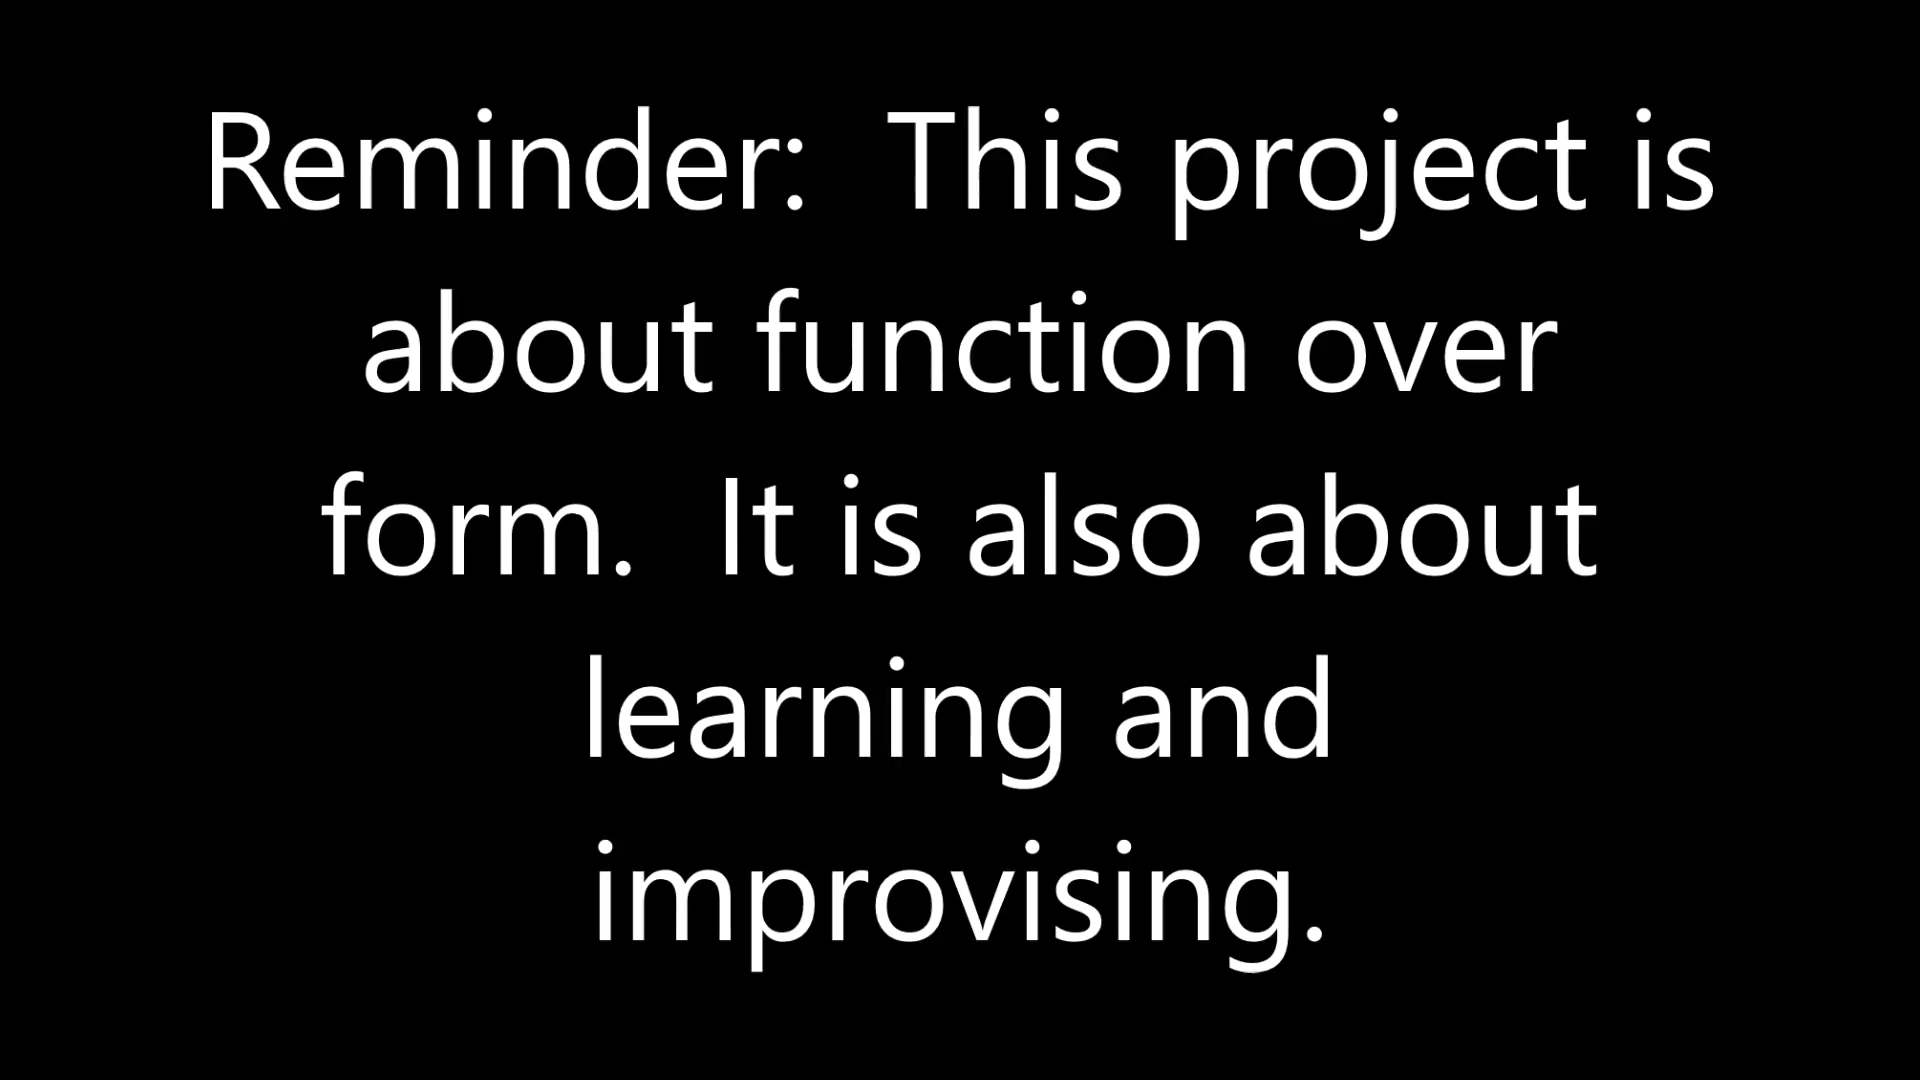 Reminder:  This project is
about function over
form.  It is also about
learning and
improvising.